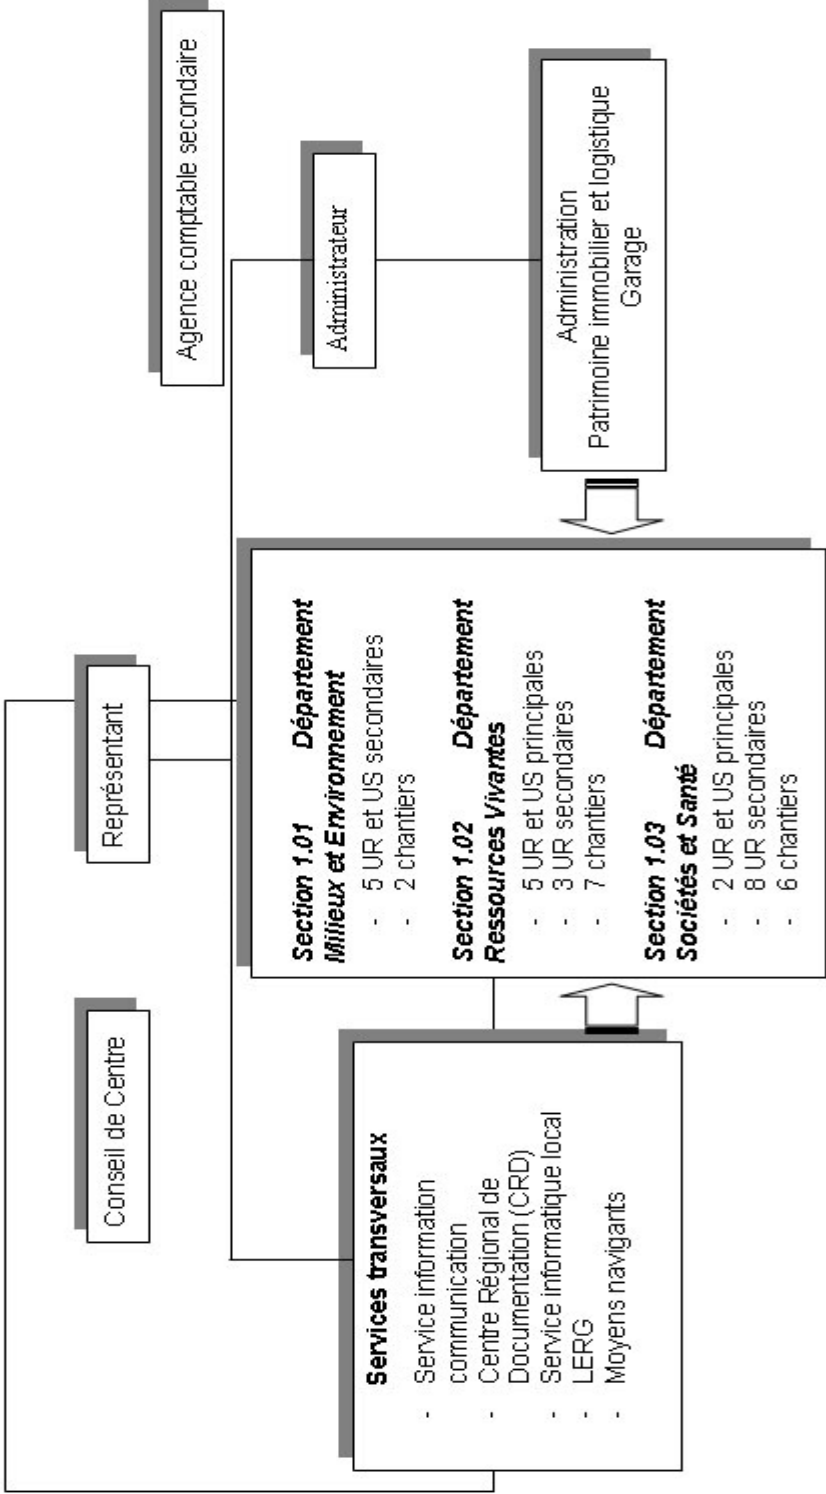 Conseil de Centre
Représentant
Agence comptable secondaire
Administrateur
Services transversaux
- Service information
communication
- Centre Régional de
Documentation (CRD)
- Service informatique local
- LERG
- Moyens navigants
Section 1.01 Département
Milieux et Environnement
- 5 UR et US secondaires
- 2 chantiers
Section 1.02 Département
Ressources Vivantes
- 5 UR et US principales
- 3 UR secondaires
- 7 chantiers
Section 1.03 Département
Sociétés et Santé
- 2 UR et US principales
- 8 UR secondaires
- 6 chantiers
Administration
Patrimoine immobilier et logistique
Garage